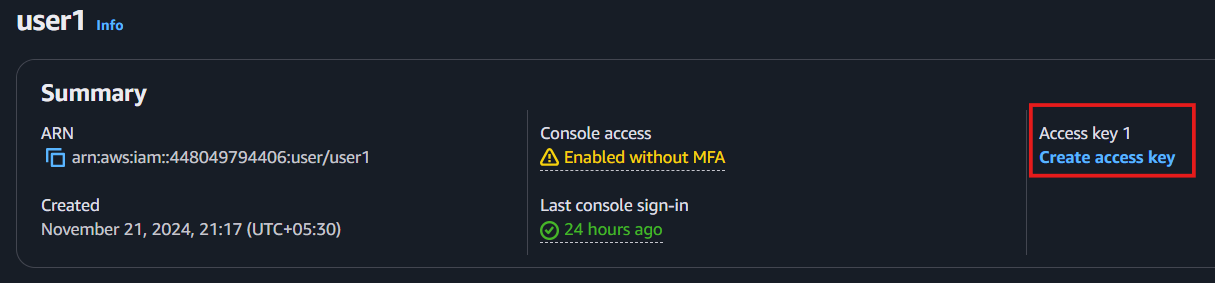 user1 Info
Summary
ARN
arn:aws:iam::448049794406:user/user1
Created
November 21, 2024, 21:17 (UTC+05:30)
Console access
Enabled without MFA
Last console sign-in
24 hours ago
Access key 1
Create access key